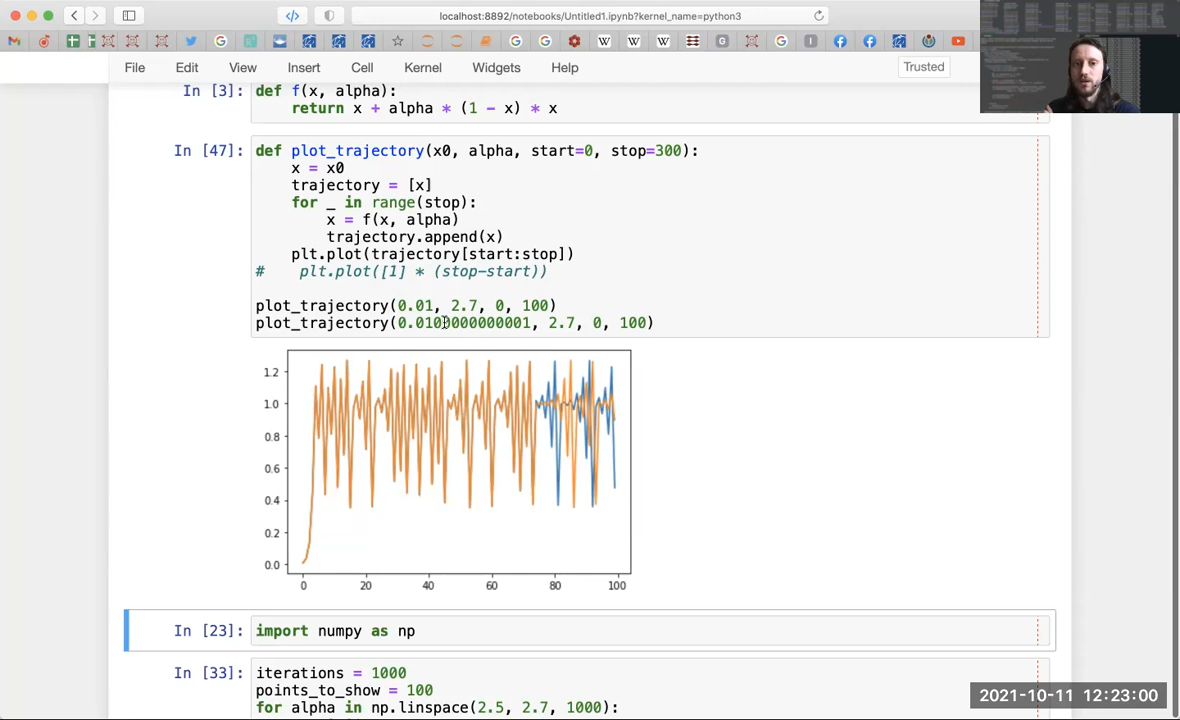 localhost:8892/notebooks/Untitled1.ipynb?kernel_name=python3
File Edit View Insert Cell Kernel Widgets Help
Trusted
In [3]: def f(x, alpha):
return x + alpha * (1 - x) * x
In [47]: def plot_trajectory(x0, alpha, start=0, stop=300):
x = x0
trajectory = [x]
for _ in range(stop):
x = f(x, alpha)
trajectory.append(x)
plt.plot(trajectory[start:stop])
# plt.plot([1] * (stop-start))
plot_trajectory(0.01, 2.7, 0, 100)
plot_trajectory(0.0100000000001, 2.7, 0, 100)
1.2
1.0
0.8
0.6
0.4
0.2
0.0
0 20 40 60 80 100
In [23]: import numpy as np
In [33]: iterations = 1000
points_to_show = 100
for alpha in np.linspace(2.5, 2.7, 1000):
2021-10-11 12:23:00